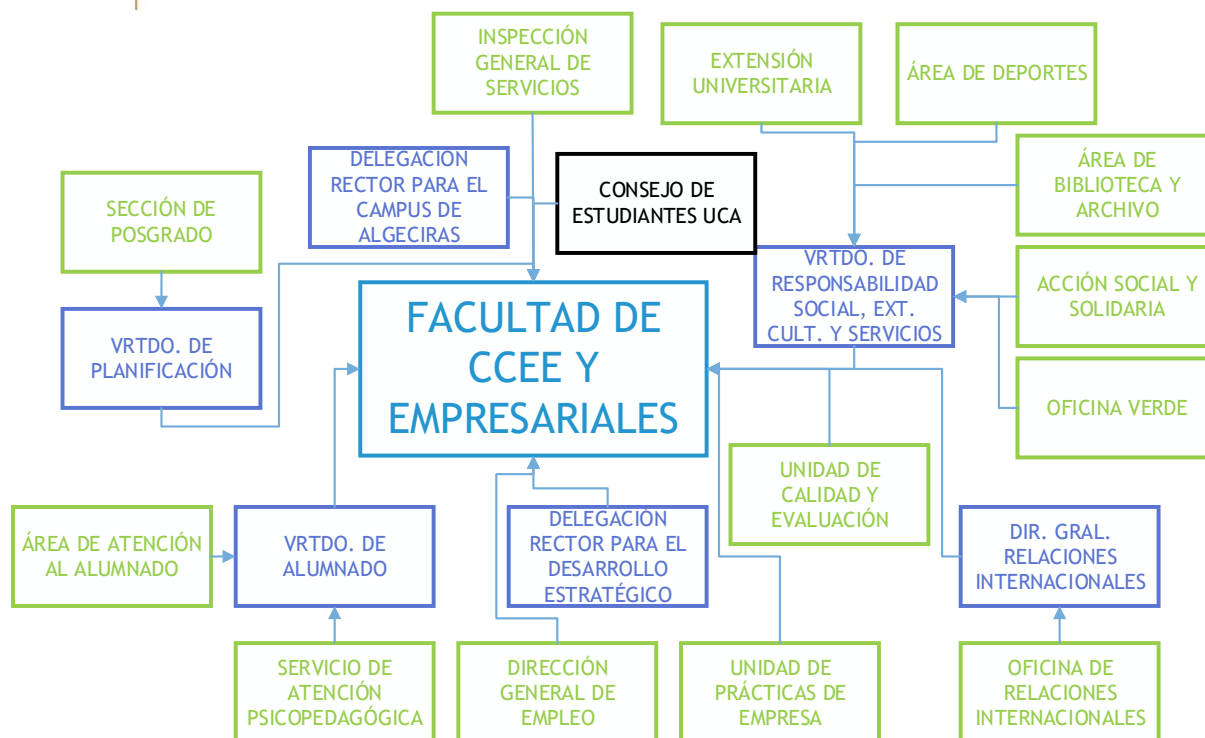 INSPECCIÓN
GENERAL DE
SERVICIOS
EXTENSIÓN
UNIVERSITARIA
ÁREA DE DEPORTES
DELEGACIÓN
RECTOR PARA EL
CAMPUS DE
ALGECIRAS
CONSEJO DE
ESTUDIANTES UCA
ÁREA DE
BIBLIOTECA Y
ARCHIVO
SECCIÓN DE
POSGRADO
VRTDO. DE
RESPONSABILIDAD
SOCIAL, EXT.
CULT. Y SERVICIOS
ACCIÓN SOCIAL Y
SOLIDARIA
VRTDO. DE
PLANIFICACIÓN
FACULTAD DE
CCEE Y
EMPRESARIALES
OFICINA VERDE
UNIDAD DE
CALIDAD Y
EVALUACIÓN
ÁREA DE ATENCIÓN
AL ALUMNADO
VRTDO. DE
ALUMNADO
DELEGACIÓN
RECTOR PARA EL
DESARROLLO
ESTRATÉGICO
DIR. GRAL.
RELACIONES
INTERNACIONALES
SERVICIO DE
ATENCIÓN
PSICOPEDAGÓGICA
DIRECCIÓN
GENERAL DE
EMPLEO
UNIDAD DE
PRÁCTICAS DE
EMPRESA
OFICINA DE
RELACIONES
INTERNACIONALES